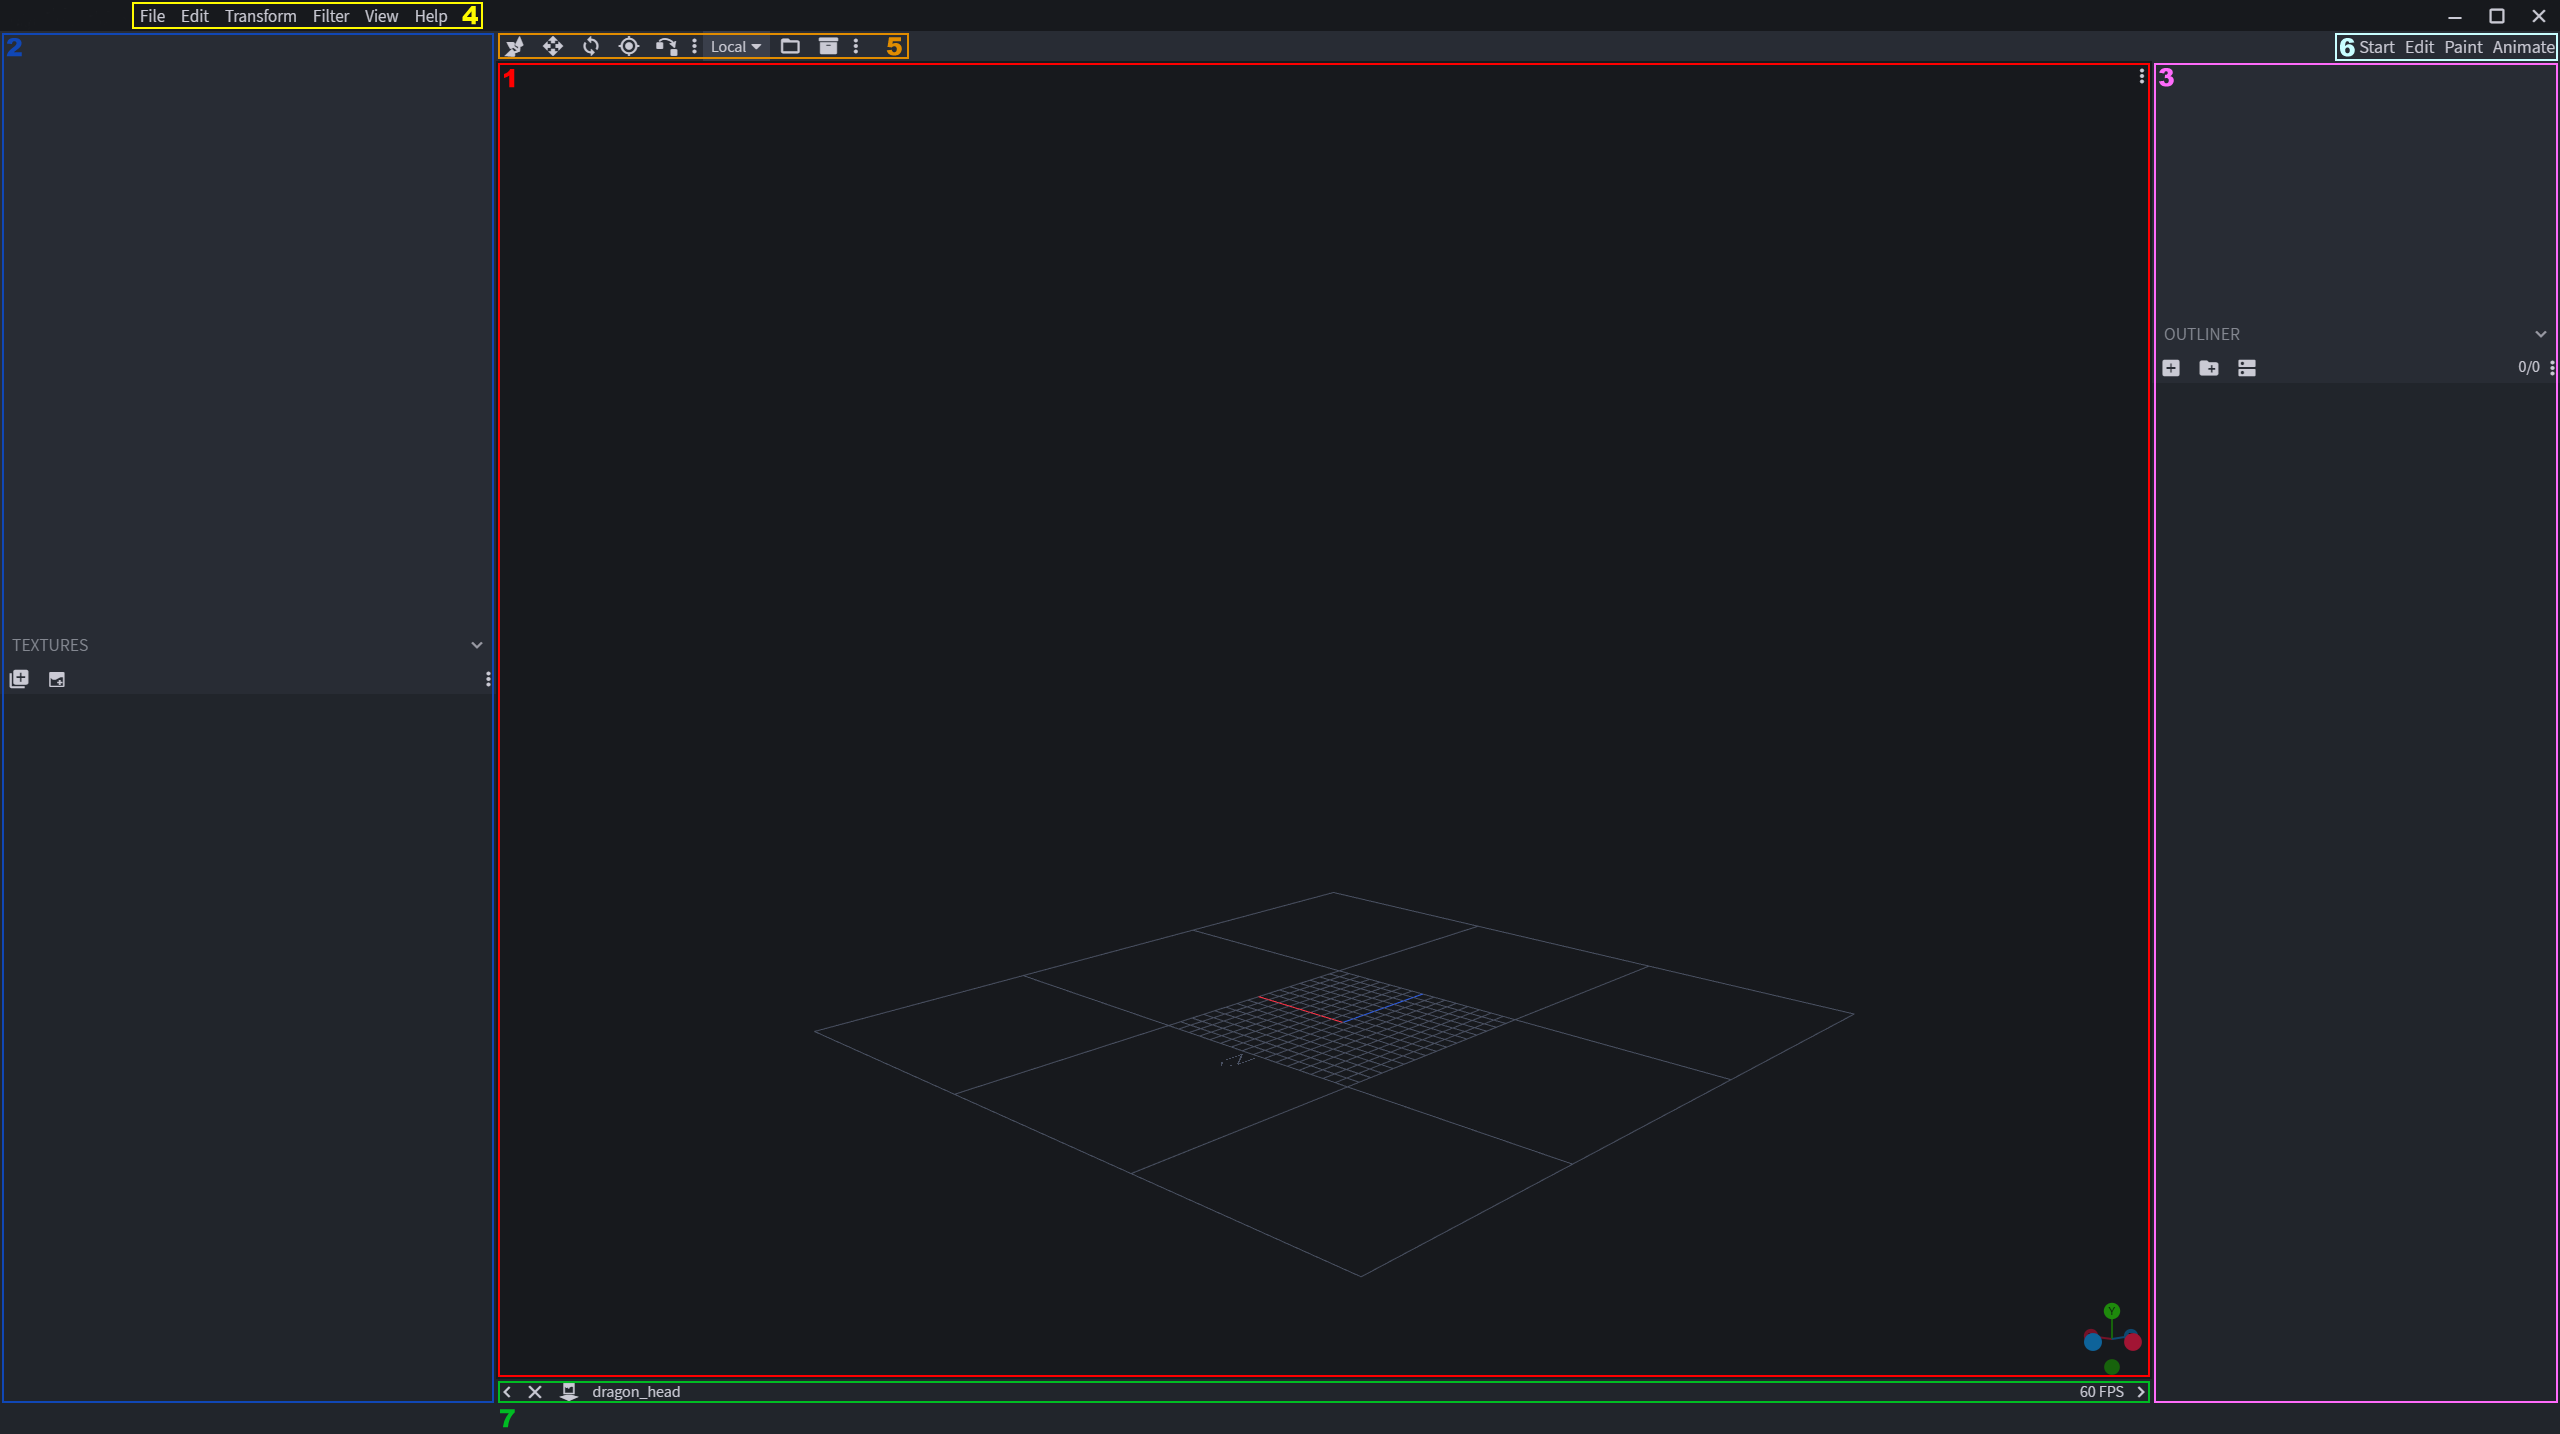 File Edit Transform Filter View Help 4
2
Local 5
6 Start Edit Paint Animate
1
3
OUTLINER
0/0
TEXTURES
Y
dragon_head 60 FPS
7